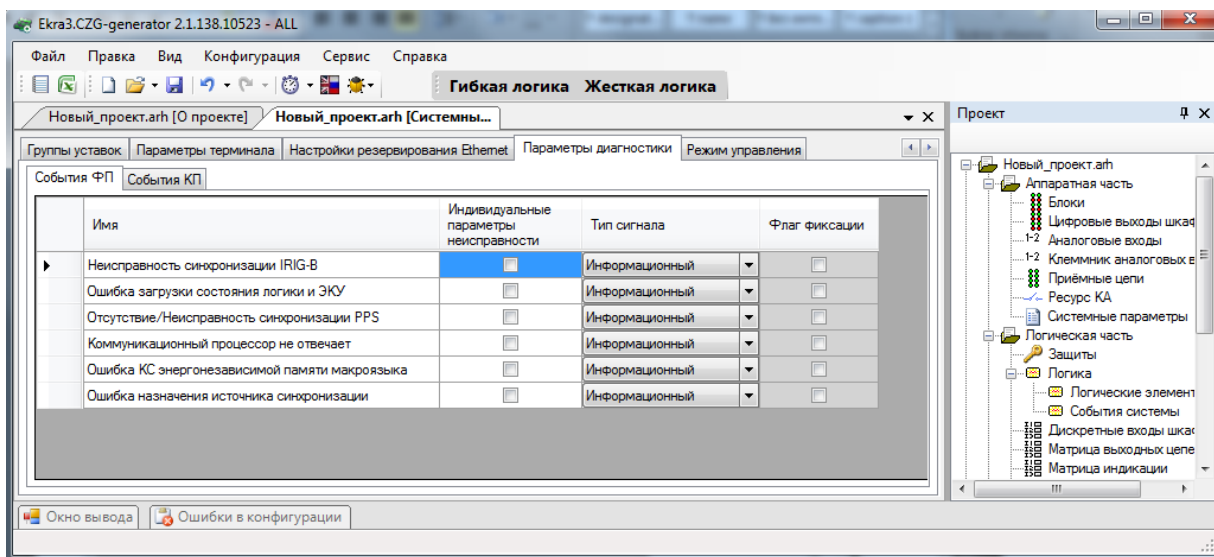 Ekra3.CZG-generator 2.1.138.10523 - ALL
Файл Правка Вид Конфигурация Сервис Справка
Гибкая логика Жесткая логика
Новый_проект.arh [О проекте] Новый_проект.arh [Системны...
Группы уставок Параметры терминала Настройки резервирования Ethernet Параметры диагностики Режим управления
События ФП События КП
Имя
Индивидуальные
параметры
неисправности
Тип сигнала
Флаг фиксации
Неисправность синхронизации IRIG-B Информационный
Ошибка загрузки состояния логики и ЭКУ Информационный
Отсутствие/Неисправность синхронизации PPS Информационный
Коммуникационный процессор не отвечает Информационный
Ошибка КС энергонезависимой памяти макроязыка Информационный
Ошибка назначения источника синхронизации Информационный
Проект
Новый_проект.arh
Аппаратная часть
Блоки
Цифровые выходы шкаф
1-2 Аналоговые входы
1-2 Клеммник аналоговых в
Приёмные цепи
Ресурс КА
Системные параметры
Логическая часть
Защиты
Логика
Логические элемент
События системы
Дискретные входы шка
Матрица выходных цепе
Матрица индикации
Окно вывода Ошибки в конфигурации